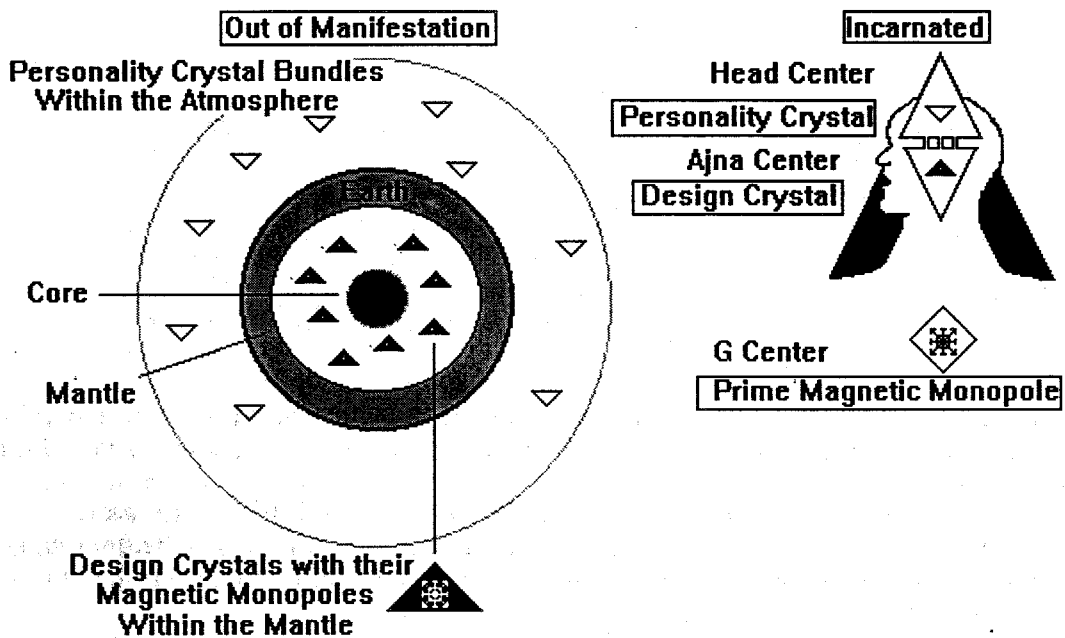 Out of Manifestation
Personality Crystal Bundles
Within the Atmosphere
Earth
Core
Mantle
Design Crystals with their
Magnetic Monopoles
Within the Mantle
Incarnated
Head Center
Personality Crystal
Ajna Center
Design Crystal
G Center
Prime Magnetic Monopole